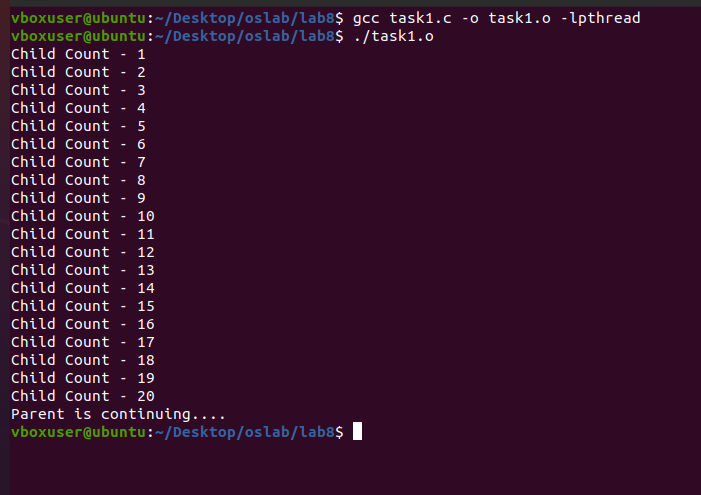 vboxuser@ubuntu:~/Desktop/oslab/lab8$ gcc task1.c -o task1.o -lpthread
vboxuser@ubuntu:~/Desktop/oslab/lab8$ ./task1.o
Child Count - 1
Child Count - 2
Child Count - 3
Child Count - 4
Child Count - 5
Child Count - 6
Child Count - 7
Child Count - 8
Child Count - 9
Child Count - 10
Child Count - 11
Child Count - 12
Child Count - 13
Child Count - 14
Child Count - 15
Child Count - 16
Child Count - 17
Child Count - 18
Child Count - 19
Child Count - 20
Parent is continuing....
vboxuser@ubuntu:~/Desktop/oslab/lab8$